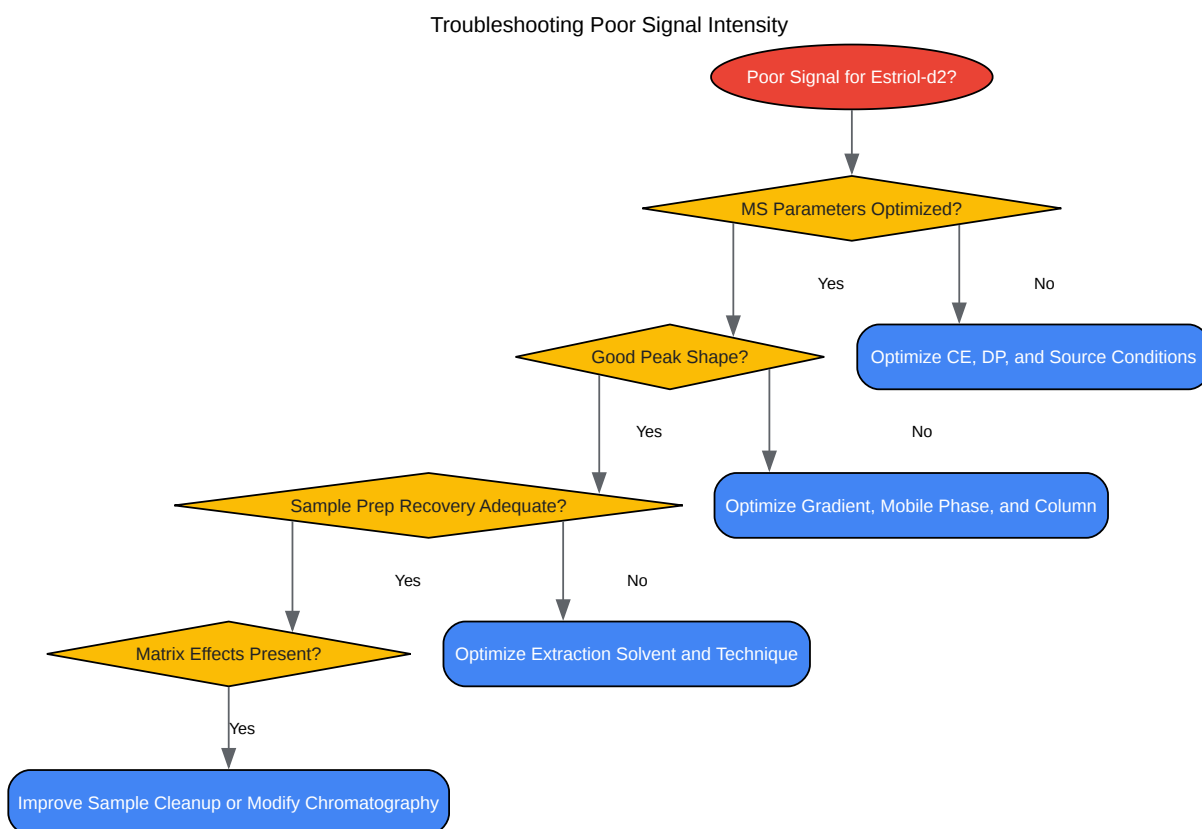 Troubleshooting Poor Signal Intensity
Poor Signal for Estriol-d2?
MS Parameters Optimized?
Yes
No
Good Peak Shape?
Optimize CE, DP, and Source Conditions
Yes
No
Sample Prep Recovery Adequate?
Optimize Gradient, Mobile Phase, and Column
Yes
No
Matrix Effects Present?
Optimize Extraction Solvent and Technique
Yes
Improve Sample Cleanup or Modify Chromatography